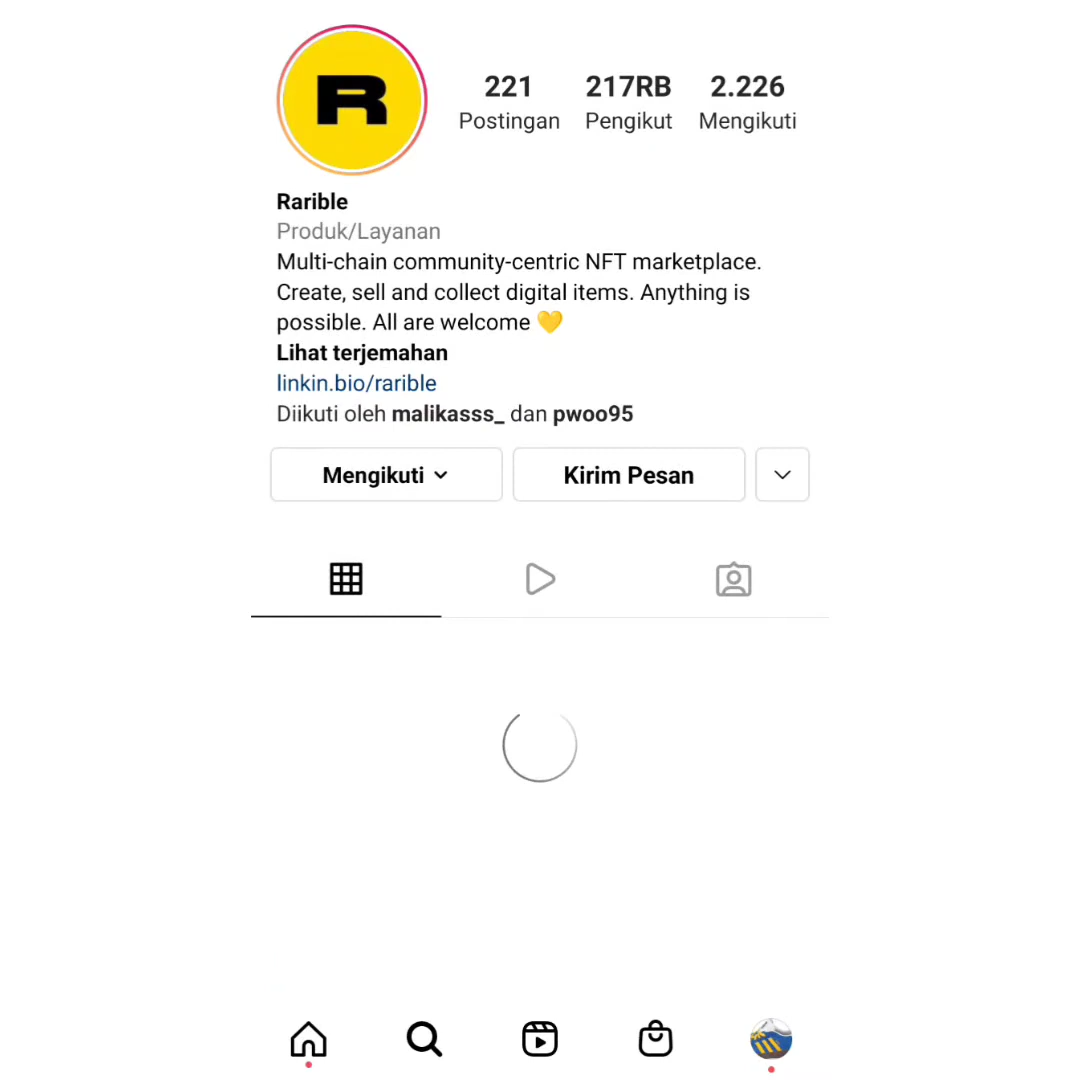 R
221 217RB 2.226
Postingan Pengikut Mengikuti
Rarible
Produk/Layanan
Multi-chain community-centric NFT marketplace.
Create, sell and collect digital items. Anything is
possible. All are welcome 💛
Lihat terjemahan
linkin.bio/rarible
Diikuti oleh malikasss_ dan pwoo95
Mengikuti Kirim Pesan